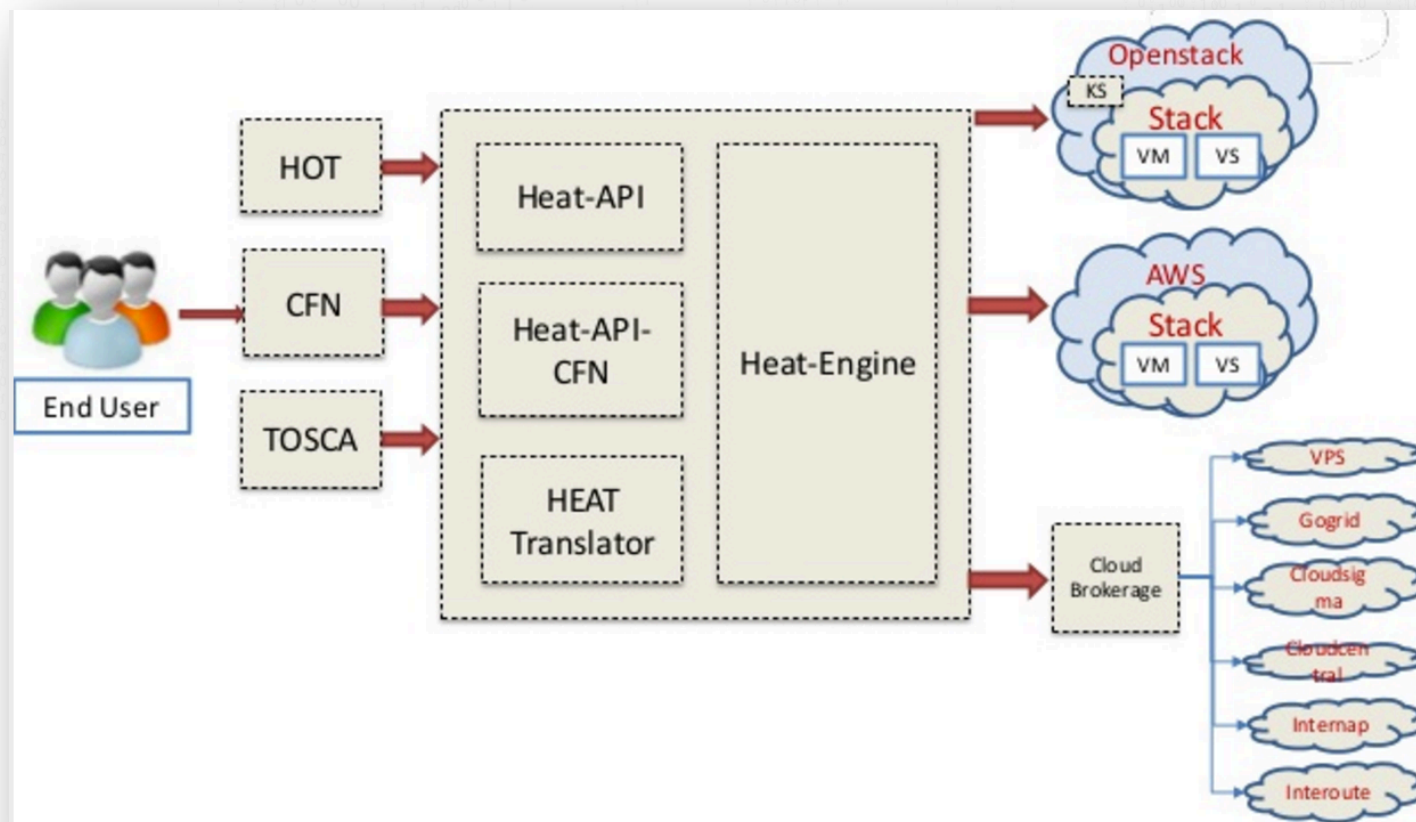 Openstack
KS
Stack
VM
VS
HOT
Heat-API
AWS
Stack
VM
VS
CFN
Heat-API-
CFN
Heat-Engine
End User
TOSCA
HEAT
Translator
Cloud
Brokerage
VPS
Gogrid
Cloudsig
ma
Cloudcen
tral
Internap
Interoute